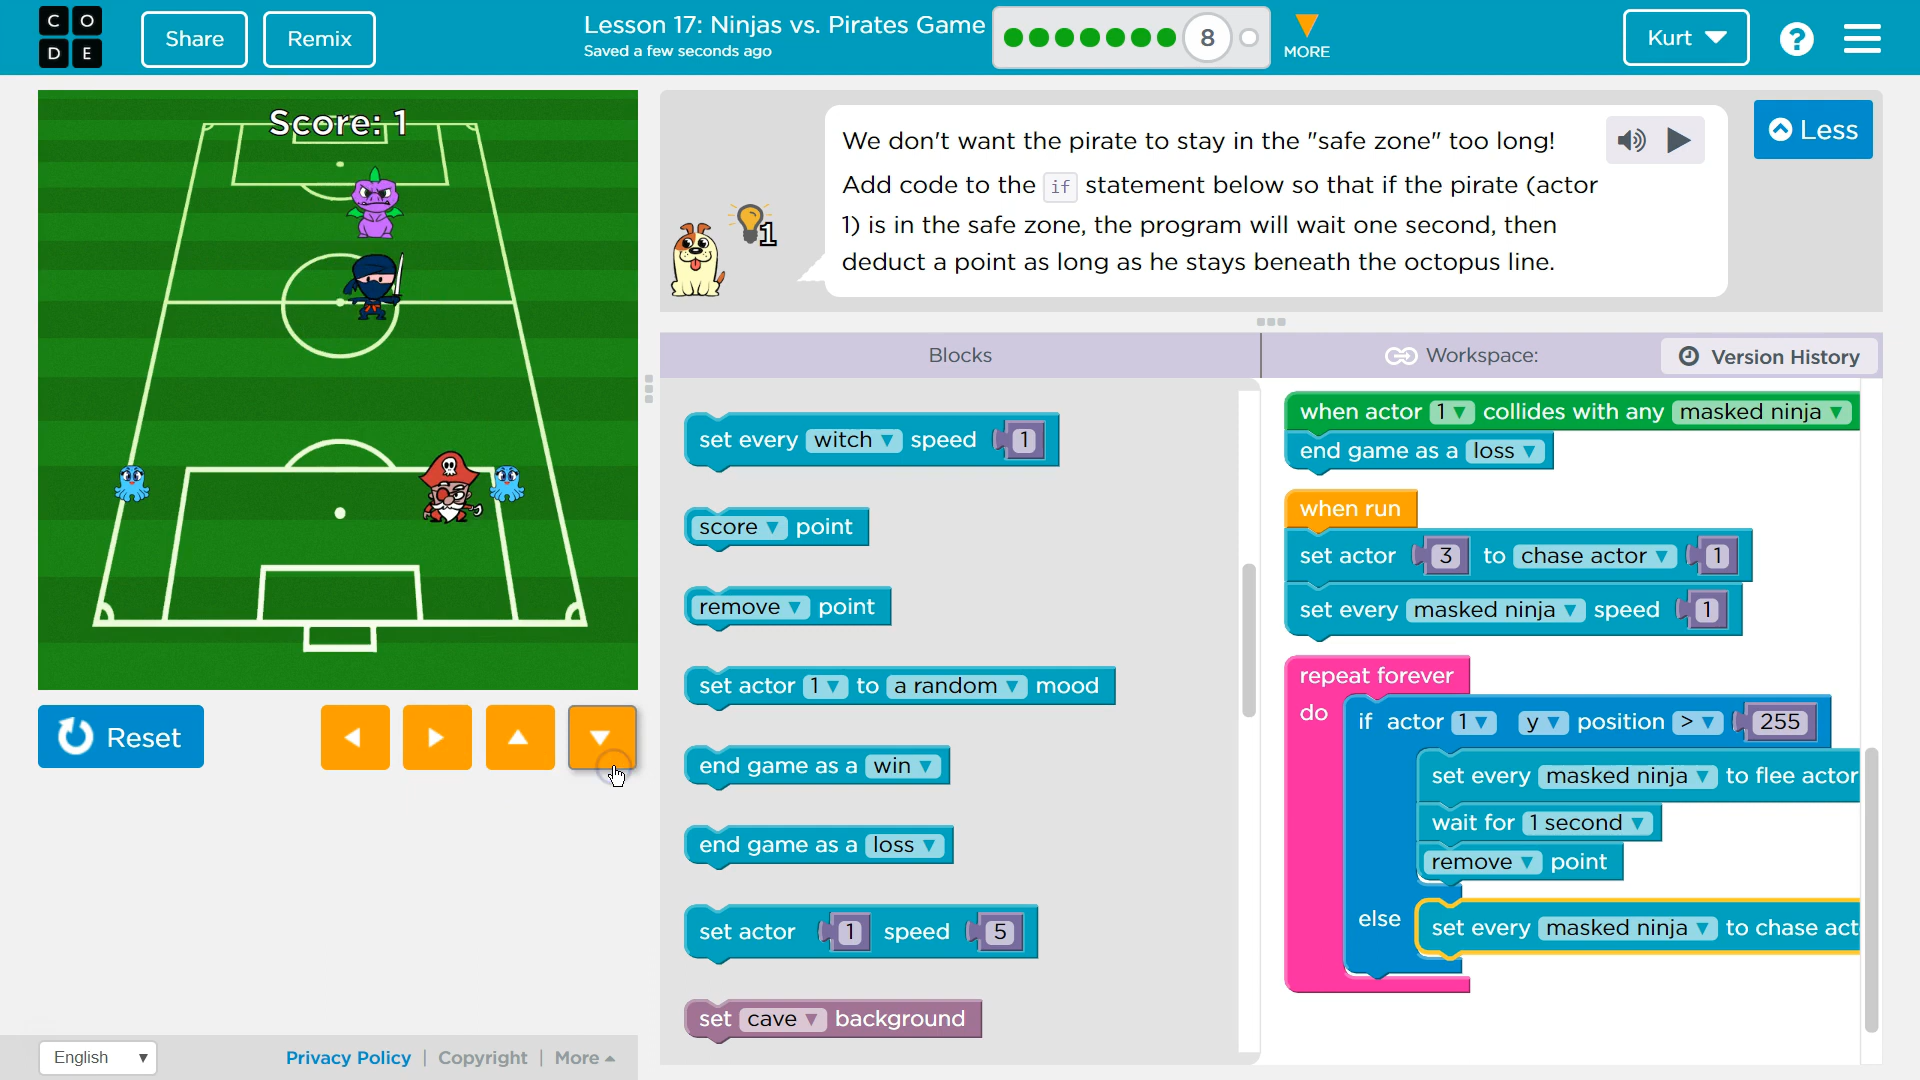 C O
D E
Share
Remix
Lesson 17: Ninjas vs. Pirates Game
Saved a few seconds ago
8
MORE
Kurt
?
Score: 1
1
We don't want the pirate to stay in the "safe zone" too long!
Add code to the if statement below so that if the pirate (actor
1) is in the safe zone, the program will wait one second, then
deduct a point as long as he stays beneath the octopus line.
Less
Blocks
Workspace:
Version History
set every witch ▼ speed 1
score ▼ point
remove ▼ point
set actor 1 ▼ to a random ▼ mood
end game as a win ▼
end game as a loss ▼
set actor 1 speed 5
set cave ▼ background
when actor 1 ▼ collides with any masked ninja ▼
end game as a loss ▼
when run
set actor 3 to chase actor ▼ 1
set every masked ninja ▼ speed 1
repeat forever
do
if actor 1 ▼ y ▼ position > ▼ 255
set every masked ninja ▼ to flee actor
wait for 1 second ▼
remove ▼ point
else
set every masked ninja ▼ to chase act
Reset
English ▼
Privacy Policy | Copyright | More